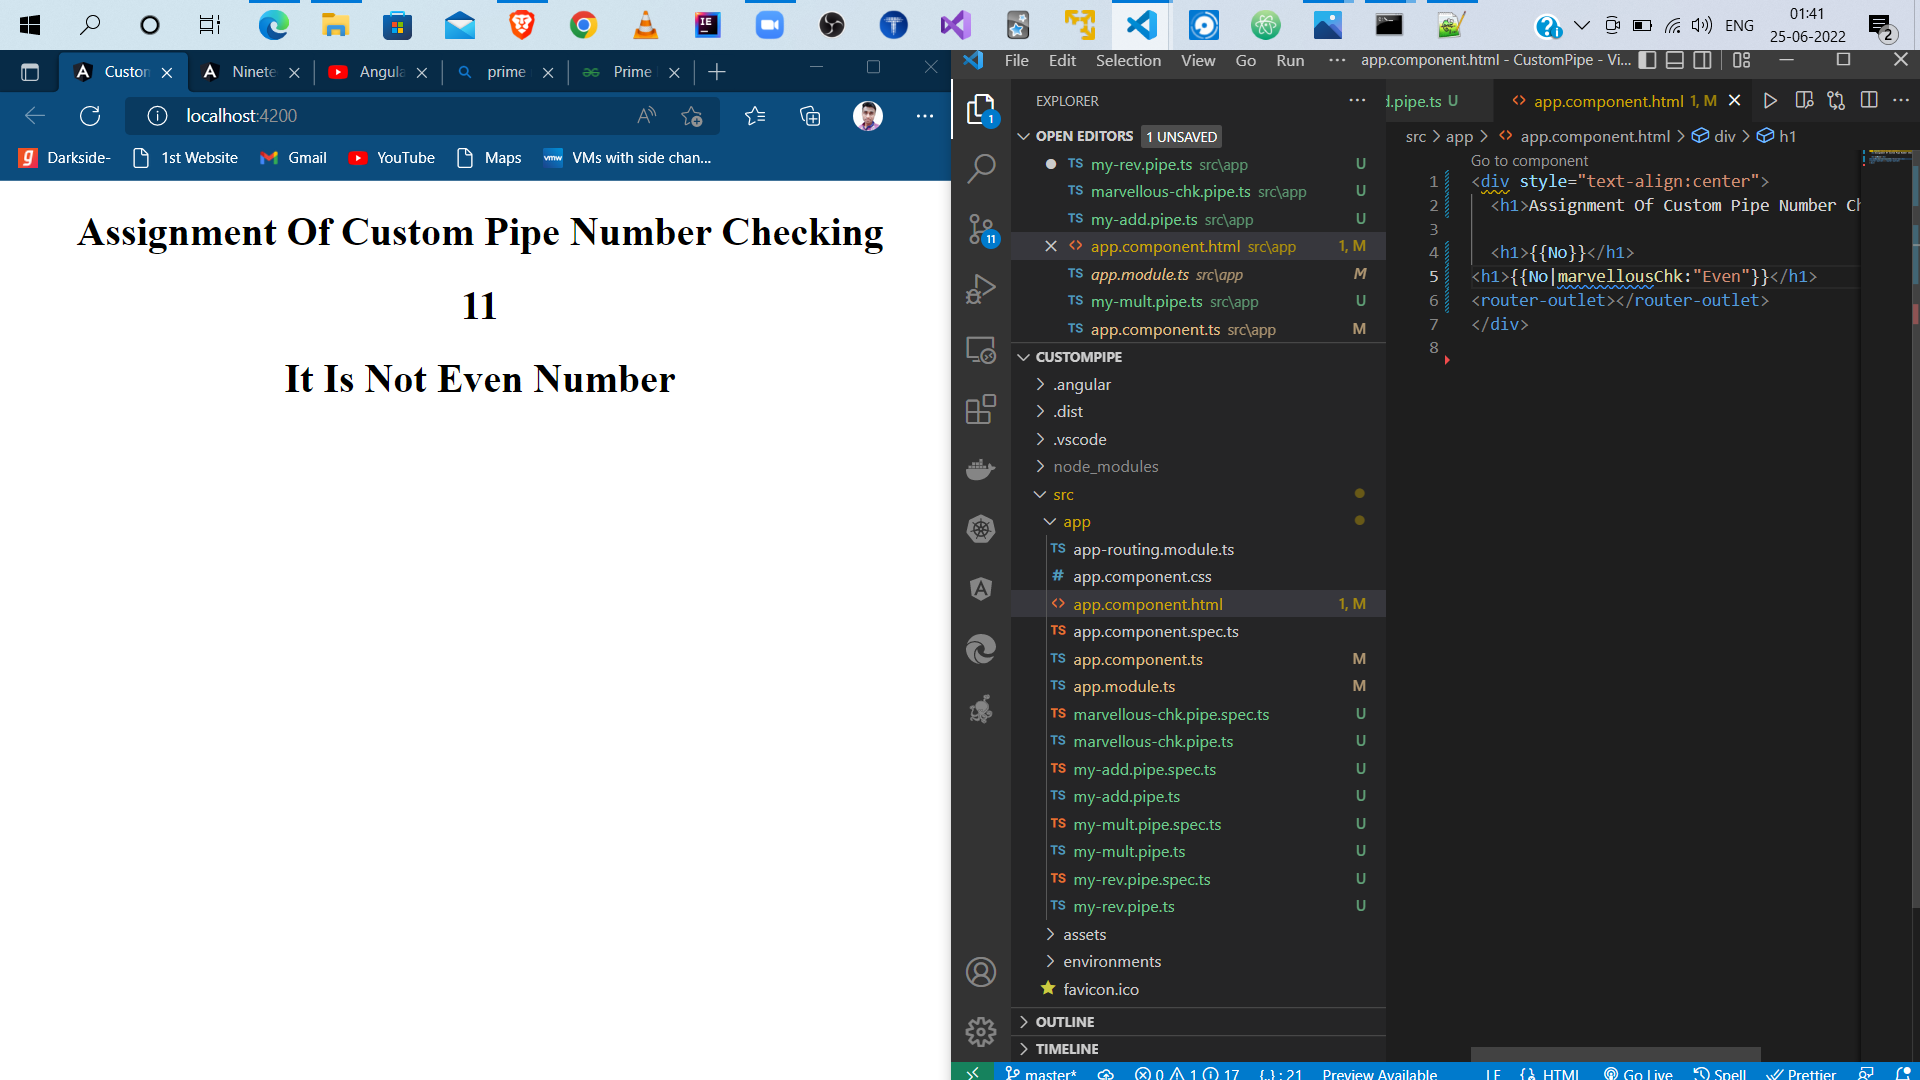 ENG
01:41
25-06-2022
2
Custon
Ninete
Angula
prime
Prime
localhost:4200
Darkside-
1st Website
Gmail
YouTube
Maps
VMs with side chan...
Assignment Of Custom Pipe Number Checking
11
It Is Not Even Number
File Edit Selection View Go Run ··· app.component.html - CustomPipe - Vi...
EXPLORER
OPEN EDITORS 1 UNSAVED
TS my-rev.pipe.ts src\app U
TS marvellous-chk.pipe.ts src\app U
TS my-add.pipe.ts src\app U
<> app.component.html src\app 1, M
TS app.module.ts src\app M
TS my-mult.pipe.ts src\app U
TS app.component.ts src\app M
CUSTOMPIPE
.angular
.dist
.vscode
node_modules
src
app
TS app-routing.module.ts
# app.component.css
<> app.component.html 1, M
TS app.component.spec.ts
TS app.component.ts M
TS app.module.ts M
TS marvellous-chk.pipe.spec.ts U
TS marvellous-chk.pipe.ts U
TS my-add.pipe.spec.ts U
TS my-add.pipe.ts U
TS my-mult.pipe.spec.ts U
TS my-mult.pipe.ts U
TS my-rev.pipe.spec.ts U
TS my-rev.pipe.ts U
assets
environments
favicon.ico
OUTLINE
TIMELINE
1
11
d.pipe.ts U
<> app.component.html 1, M
src > app > <> app.component.html > div > h1
Go to component
1 <div style="text-align:center">
2 <h1>Assignment Of Custom Pipe Number Ch
3
4 <h1>{{No}}</h1>
5 <h1>{{No|marvellousChk:"Even"}}</h1>
6 <router-outlet></router-outlet>
7 </div>
8
master* 0 1 17 {..} : 21 Preview Available LF {} HTML Go Live Spell Prettier